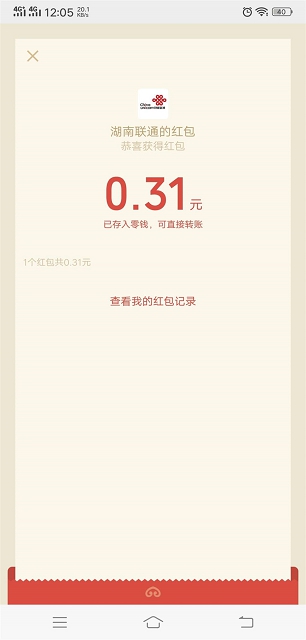 4G 4G 12:05 20.1 KB/s 40
China unicom中国联通
湖南联通的红包
恭喜获得红包
0.31元
已存入零钱，可直接转账
1个红包共0.31元
查看我的红包记录